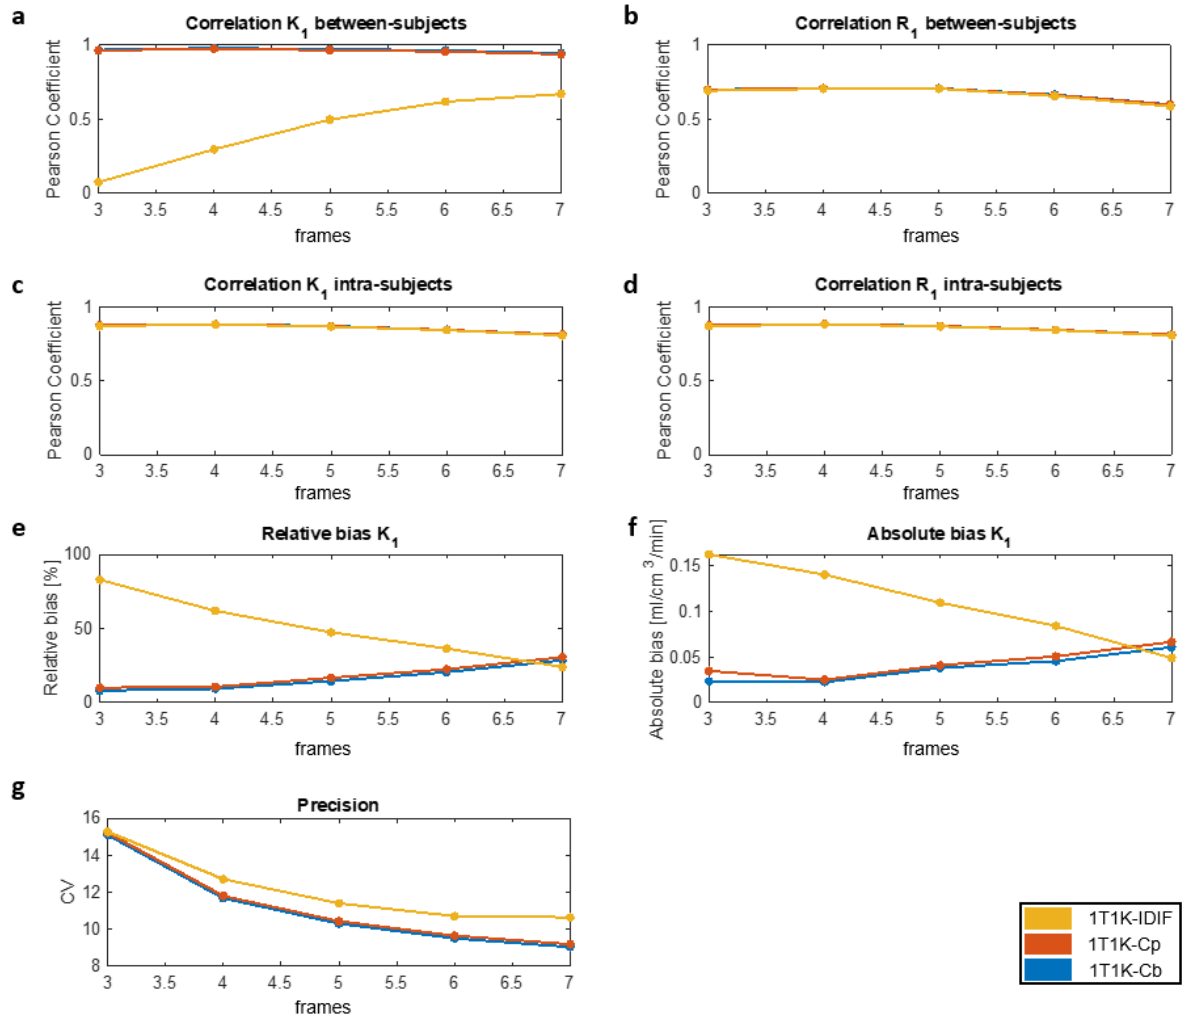 a
Correlation K1 between-subjects
Pearson Coefficient
1
0.5
0
3 3.5 4 4.5 5 5.5 6 6.5 7
frames
b
Correlation R1 between-subjects
Pearson Coefficient
1
0.5
0
3 3.5 4 4.5 5 5.5 6 6.5 7
frames
c
Correlation K1 intra-subjects
Pearson Coefficient
1
0.5
0
3 3.5 4 4.5 5 5.5 6 6.5 7
frames
d
Correlation R1 intra-subjects
Pearson Coefficient
1
0.5
0
3 3.5 4 4.5 5 5.5 6 6.5 7
frames
e
Relative bias K1
Relative bias [%]
100
50
0
3 3.5 4 4.5 5 5.5 6 6.5 7
frames
f
Absolute bias K1
Absolute bias [ml/cm3/min]
0.15
0.1
0.05
0
3 3.5 4 4.5 5 5.5 6 6.5 7
frames
g
Precision
CV
16
14
12
10
8
3 3.5 4 4.5 5 5.5 6 6.5 7
frames
1T1K-IDIF
1T1K-Cp
1T1K-Cb